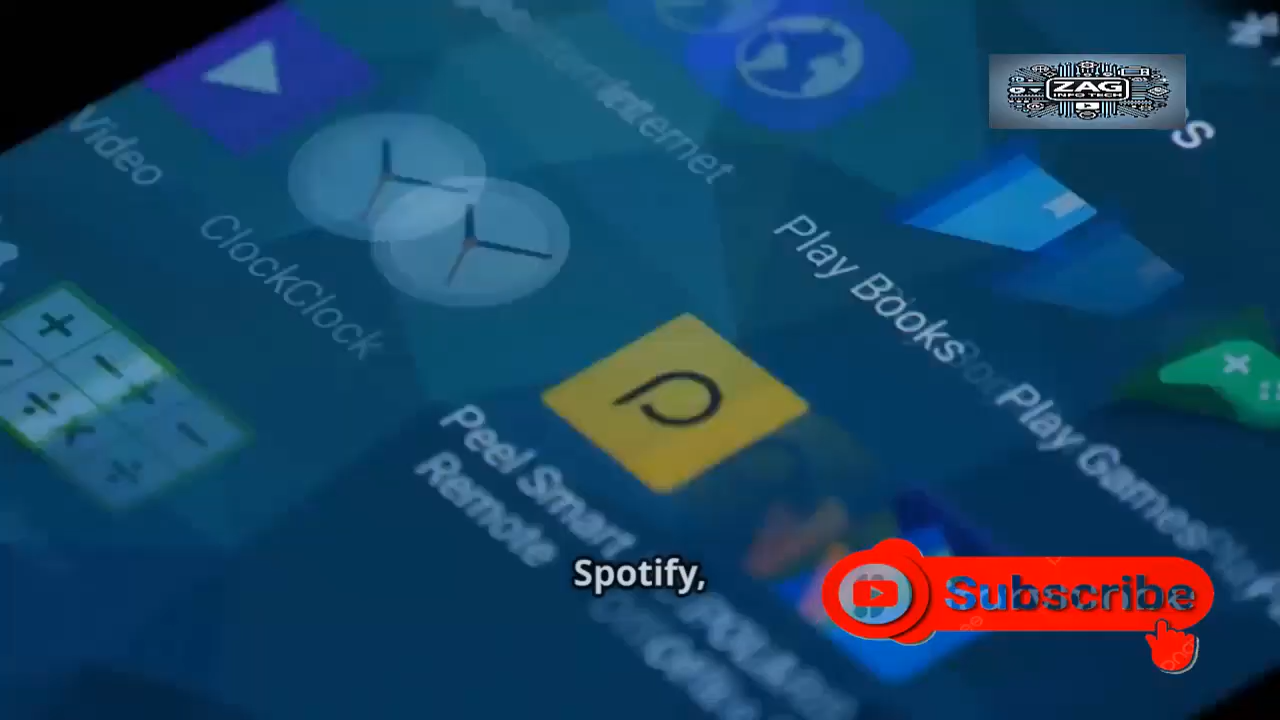 ZAG
INFO TECH
Video
Internet
ClockClock
Play Books
Play Games
Peel Smart
Remote
Spotify,
Subscribe